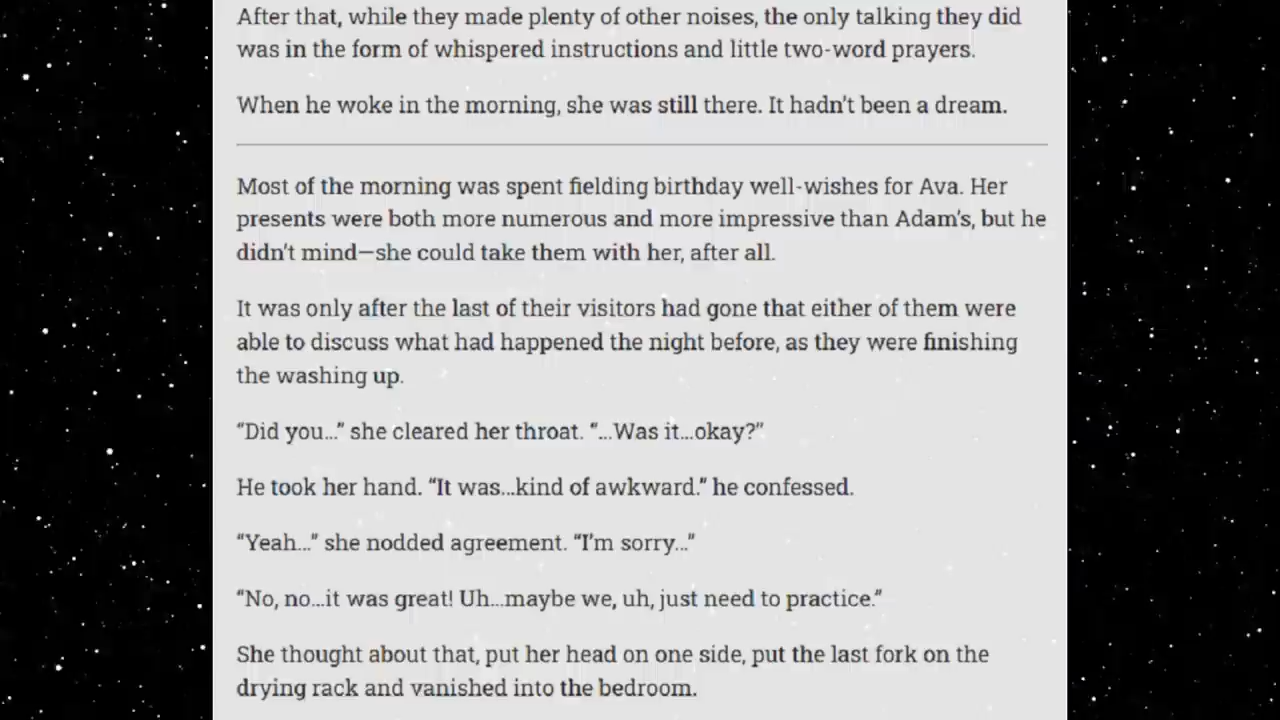 After that, while they made plenty of other noises, the only talking they did
was in the form of whispered instructions and little two-word prayers.
When he woke in the morning, she was still there. It hadn’t been a dream.
Most of the morning was spent fielding birthday well-wishes for Ava. Her
presents were both more numerous and more impressive than Adam’s, but he
didn’t mind—she could take them with her, after all.
It was only after the last of their visitors had gone that either of them were
able to discuss what had happened the night before, as they were finishing
the washing up.
“Did you…” she cleared her throat. “…Was it…okay?”
He took her hand. “It was…kind of awkward.” he confessed.
“Yeah…” she nodded agreement. “I’m sorry…”
“No, no…it was great! Uh…maybe we, uh, just need to practice.”
She thought about that, put her head on one side, put the last fork on the
drying rack and vanished into the bedroom.